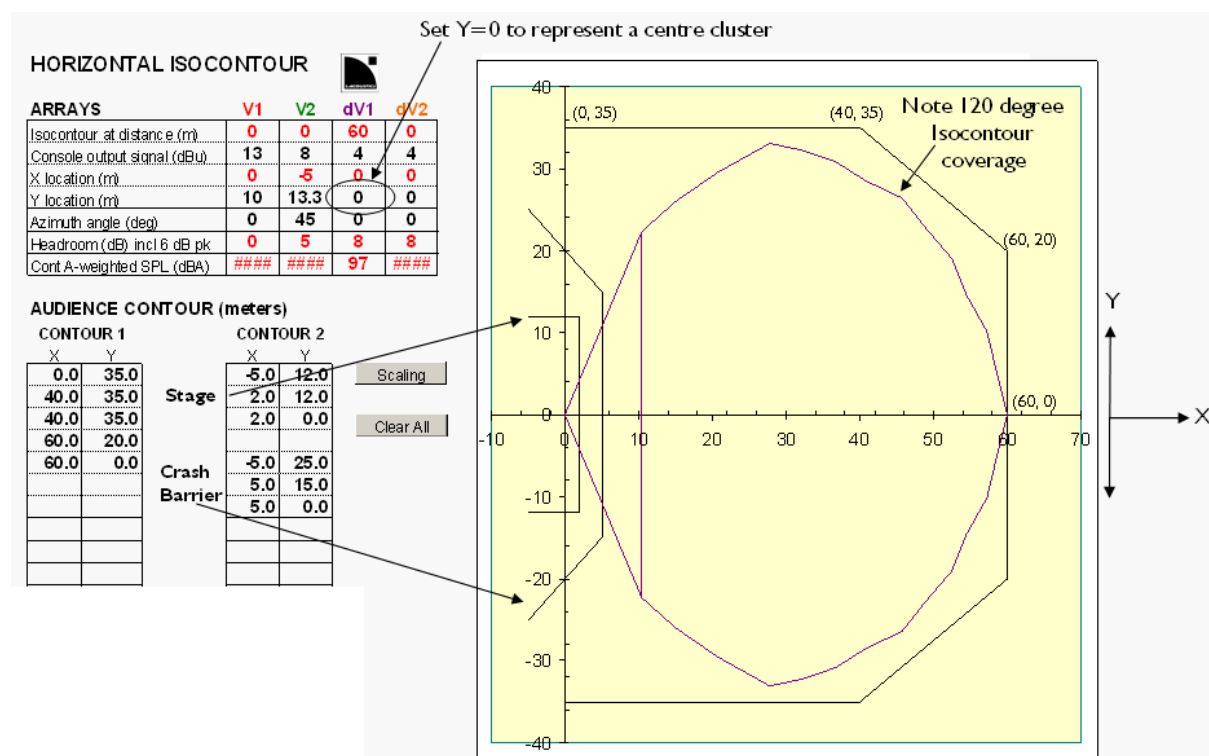 Set Y=0 to represent a centre cluster
HORIZONTAL ISOCONTOUR
ARRAYS V1 V2 dV1 dV2
Isocontour at distance (m) 0 0 60 0
Console output signal (dBu) 13 8 4 4
X location (m) 0 -5 0 0
Y location (m) 10 13.3 0 0
Azimuth angle (deg) 0 45 0 0
Headroom (dB) incl 6 dB pk 0 5 8 8
Cont A-weighted SPL (dBA) #### #### 97 ####
AUDIENCE CONTOUR (meters)
CONTOUR 1 CONTOUR 2
X Y X Y
0.0 35.0 -5.0 12.0
40.0 35.0 2.0 12.0
40.0 35.0 2.0 0.0
60.0 20.0
60.0 0.0 -5.0 25.0
5.0 15.0
5.0 0.0
Stage
Crash
Barrier
Scaling
Clear All
40
30
20
10
0
-10
-20
-30
-40
-10 0 10 20 30 40 50 60 70
(0, 35)
(40, 35)
(60, 20)
(60, 0)
Note 120 degree
Isocontour
coverage
Y
X